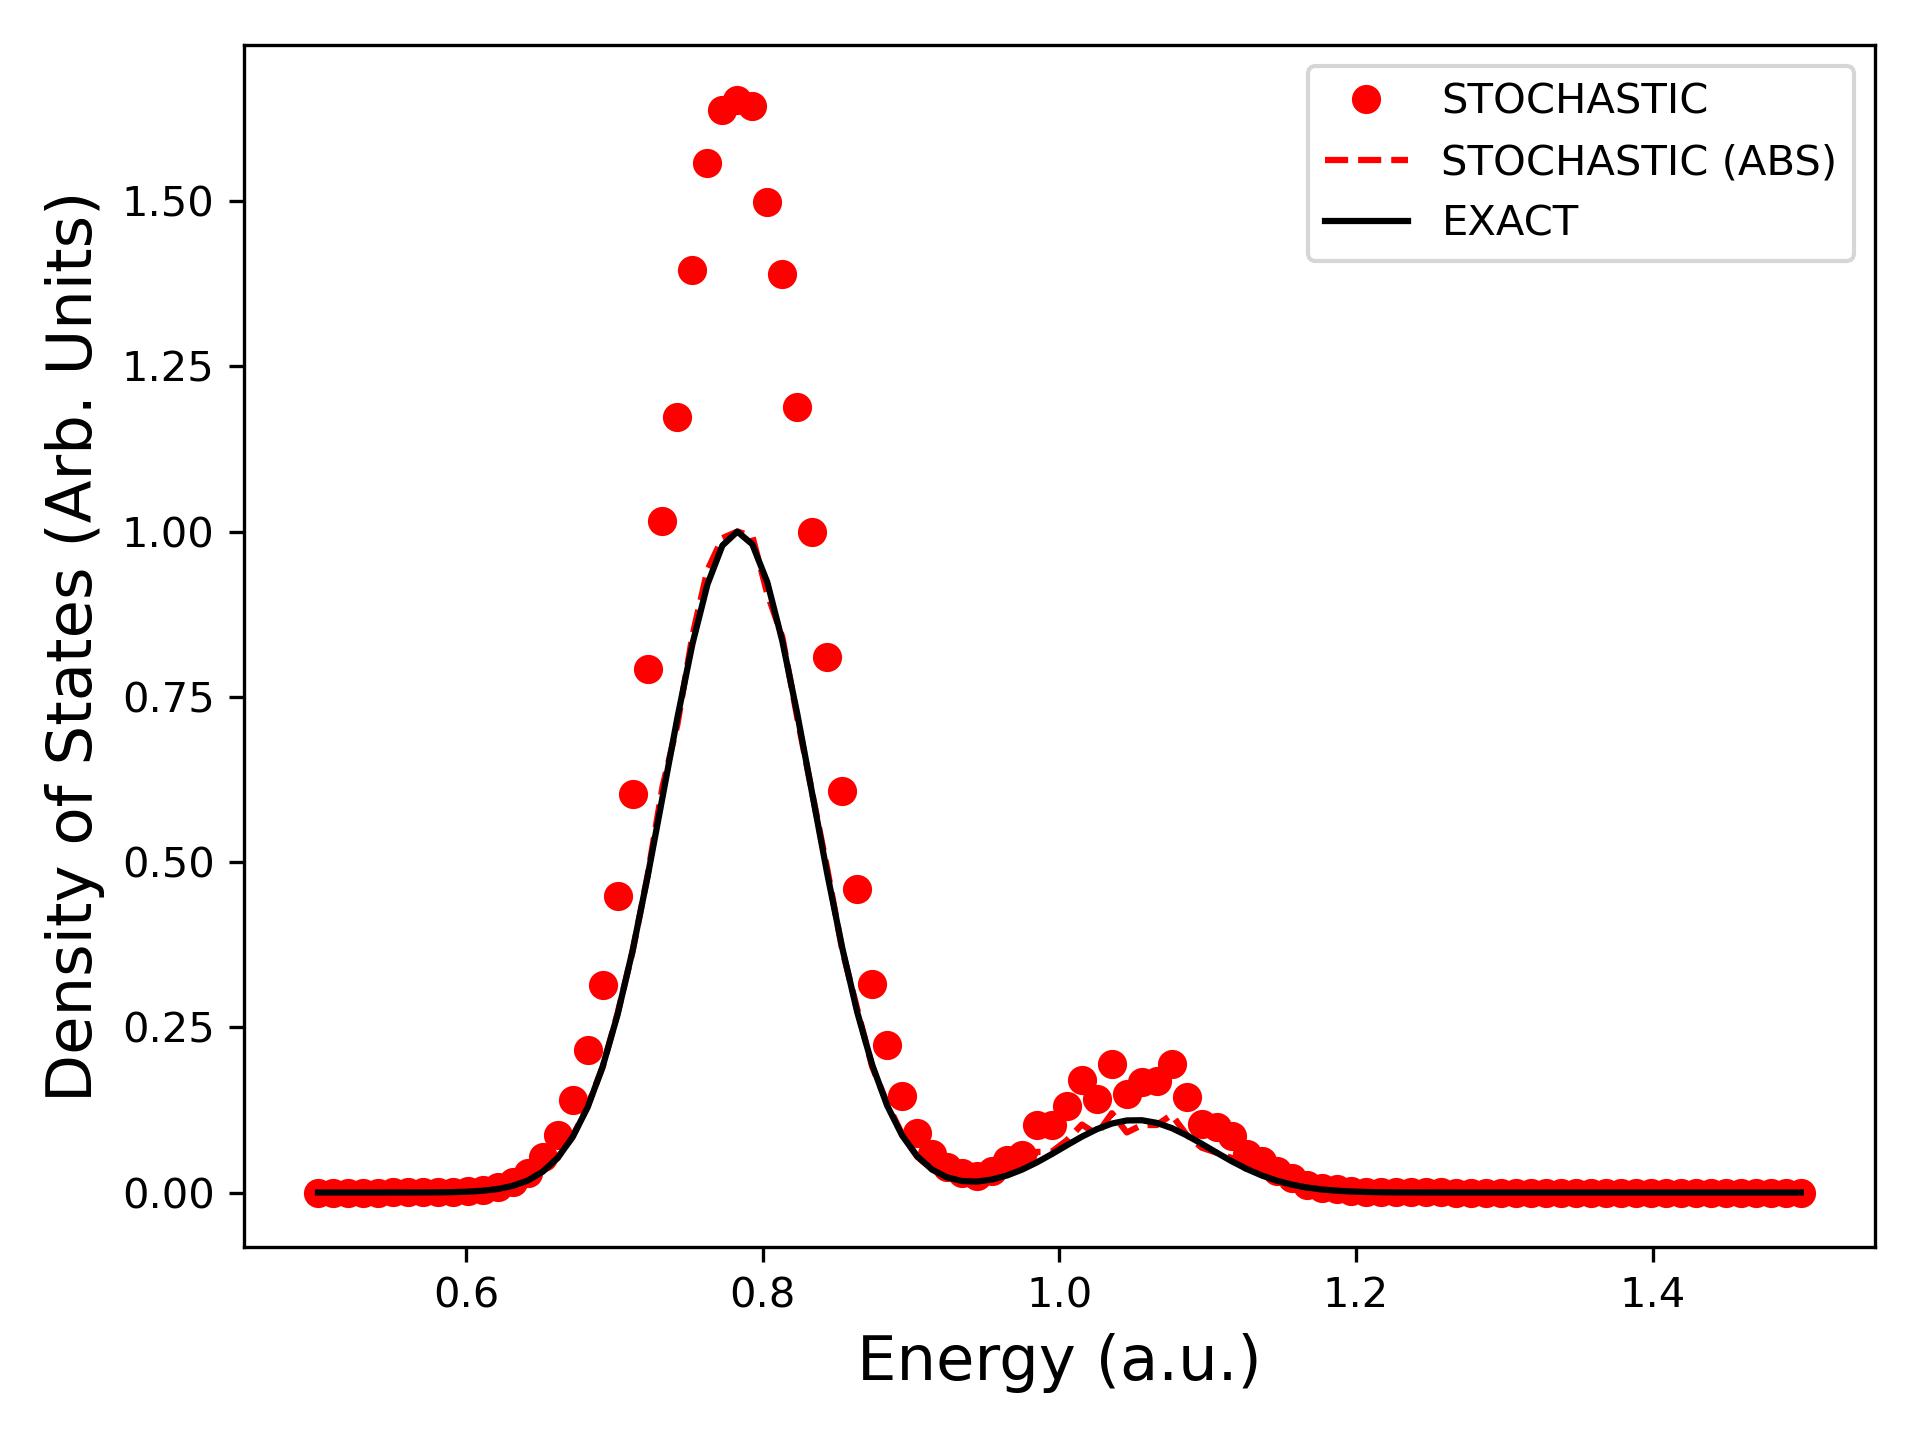 STOCHASTIC
STOCHASTIC (ABS)
EXACT
Density of States (Arb. Units)
1.50
1.25
1.00
0.75
0.50
0.25
0.00
0.6 0.8 1.0 1.2 1.4
Energy (a.u.)